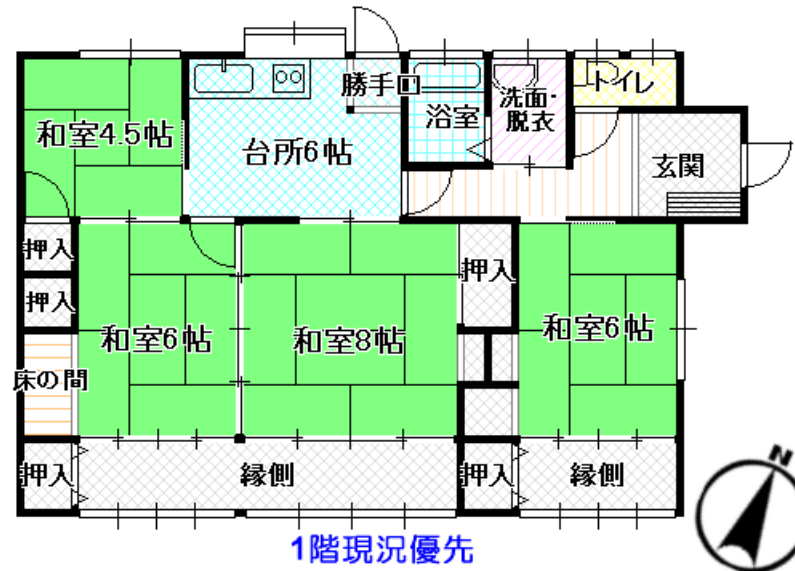 勝手口
トイレ
洗面・
脱衣
浴室
和室4.5帖
台所6帖
玄関
押入
押入
押入
和室6帖
和室8帖
和室6帖
床の間
押入
縁側
押入
縁側
N
1階現況優先